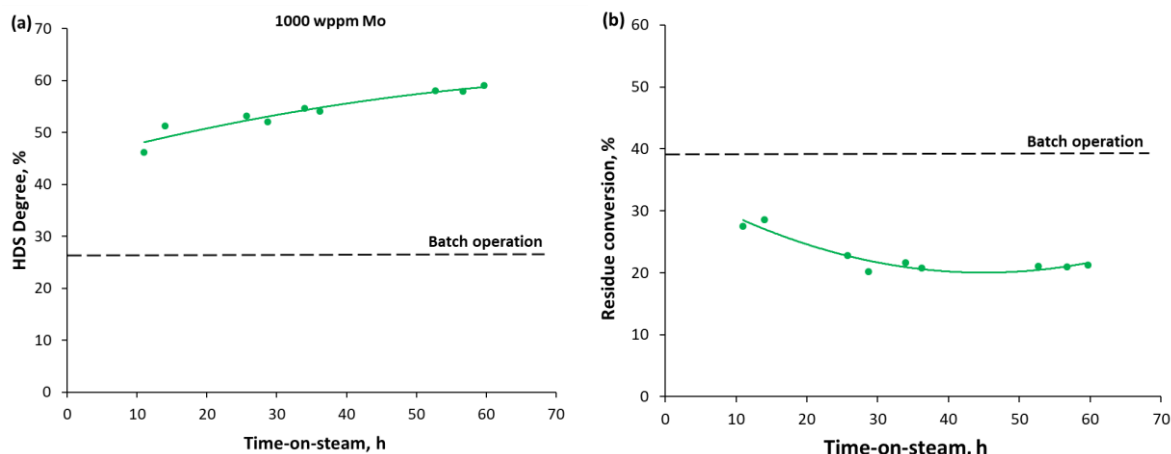 (a)
1000 wppm Mo
70
60
50
40
30
20
10
0
HDS Degree, %
Batch operation
0 10 20 30 40 50 60 70
Time-on-steam, h
(b)
60
50
40
30
20
10
0
Residue conversion, %
Batch operation
0 10 20 30 40 50 60 70
Time-on-steam, h